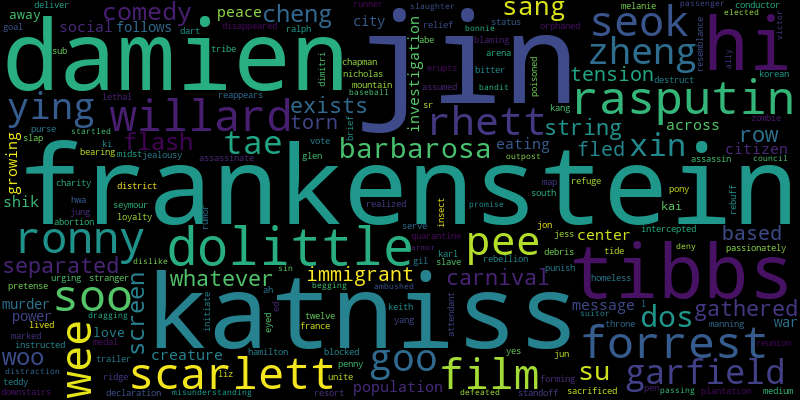 comedy peace cheng sang seok hi
away social follows city tribe
damien jin zheng tension rasputin
ying willard exists torn rhett string across row
flash tae barbarosa eating fled xin citizen
growing shik frankenstein
ronny dolittle pee center based
separated whatever immigrant carnival tibbs
soo screen katniss message dos gathered war
murder power love creature goo forrest
woo wee scarlett film su garfield
population
investigation
deliver goal sub disappeared ralph dart dimitri
chapman nicholas mountain baseball
slaughter runner relief status bonnie blaming arena erupts bitter assumed bandit
sr poisoned kang
melanie passenger conductor elected victor
resemblance ally destruct korean zombie
lethal reappears purse startled slap bearing midst jealousy ki
assassinate vote glen brief
outpost assassin council
district charity hwa seymour jung loyalty abortion rumor
realized map refuge pony south promise kai rebuff
insect serve quarantine armor
jon jess debris tide rebellion punish intercepted deny passionately
dislike sin gil karl slave begging ambushed
pretense urging stranger dragging initiate ah ed eyed twelve france keith yang attendant
homeless suitor throne manning reunion
lived marked instructed medal trailer
distraction teddy downstairs ridge declaration liz misunderstanding
hamilton penny blocked unite resort
yes jun defeated standoff forming sacrificed
pen passing plantation medium